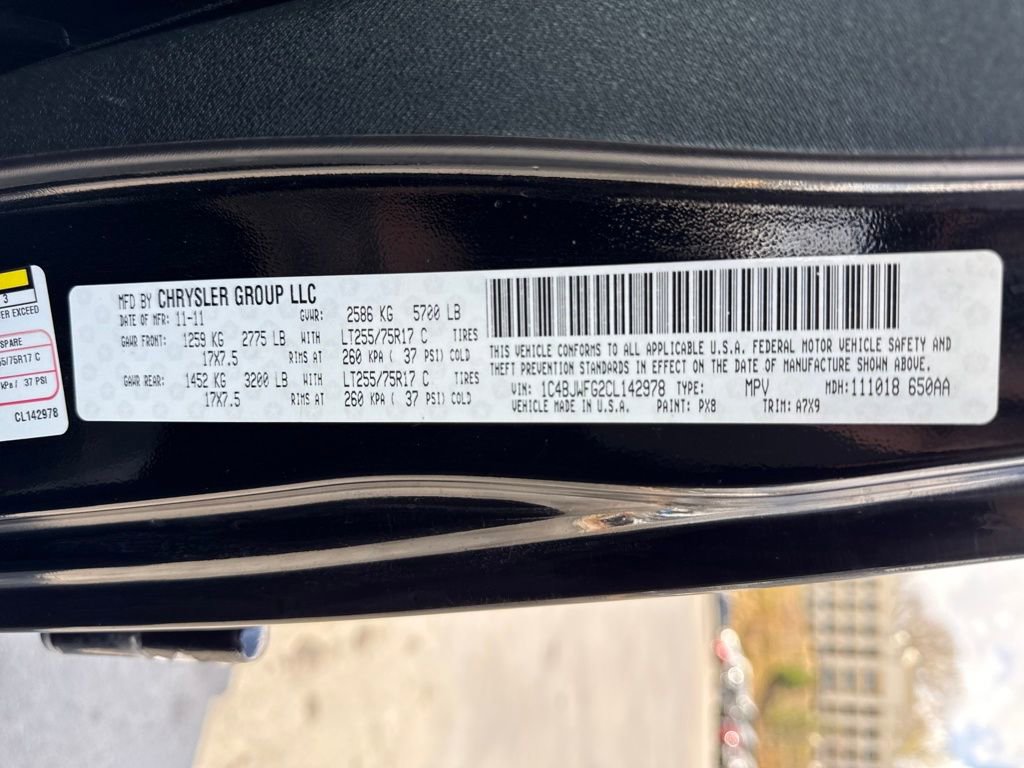 3
ER EXCEED
SPARE
55/75R17 C
KPa / 37 PSI
CL142978
MFD BY CHRYSLER GROUP LLC
DATE OF MFR: 11-11 GVWR: 2586 KG 5700 LB
GAWR FRONT: 1259 KG 2775 LB WITH LT255/75R17 C TIRES
17X7.5 RIMS AT 260 KPA ( 37 PSI) COLD
GAWR REAR: 1452 KG 3200 LB WITH LT255/75R17 C TIRES
17X7.5 RIMS AT 260 KPA ( 37 PSI) COLD
THIS VEHICLE CONFORMS TO ALL APPLICABLE U.S.A. FEDERAL MOTOR VEHICLE SAFETY AND
THEFT PREVENTION STANDARDS IN EFFECT ON THE DATE OF MANUFACTURE SHOWN ABOVE.
VIN: 1C4BJWFG2CL142978 TYPE: MPV MDH: 111018 650AA
VEHICLE MADE IN U.S.A. PAINT: PX8 TRIM: A7X9